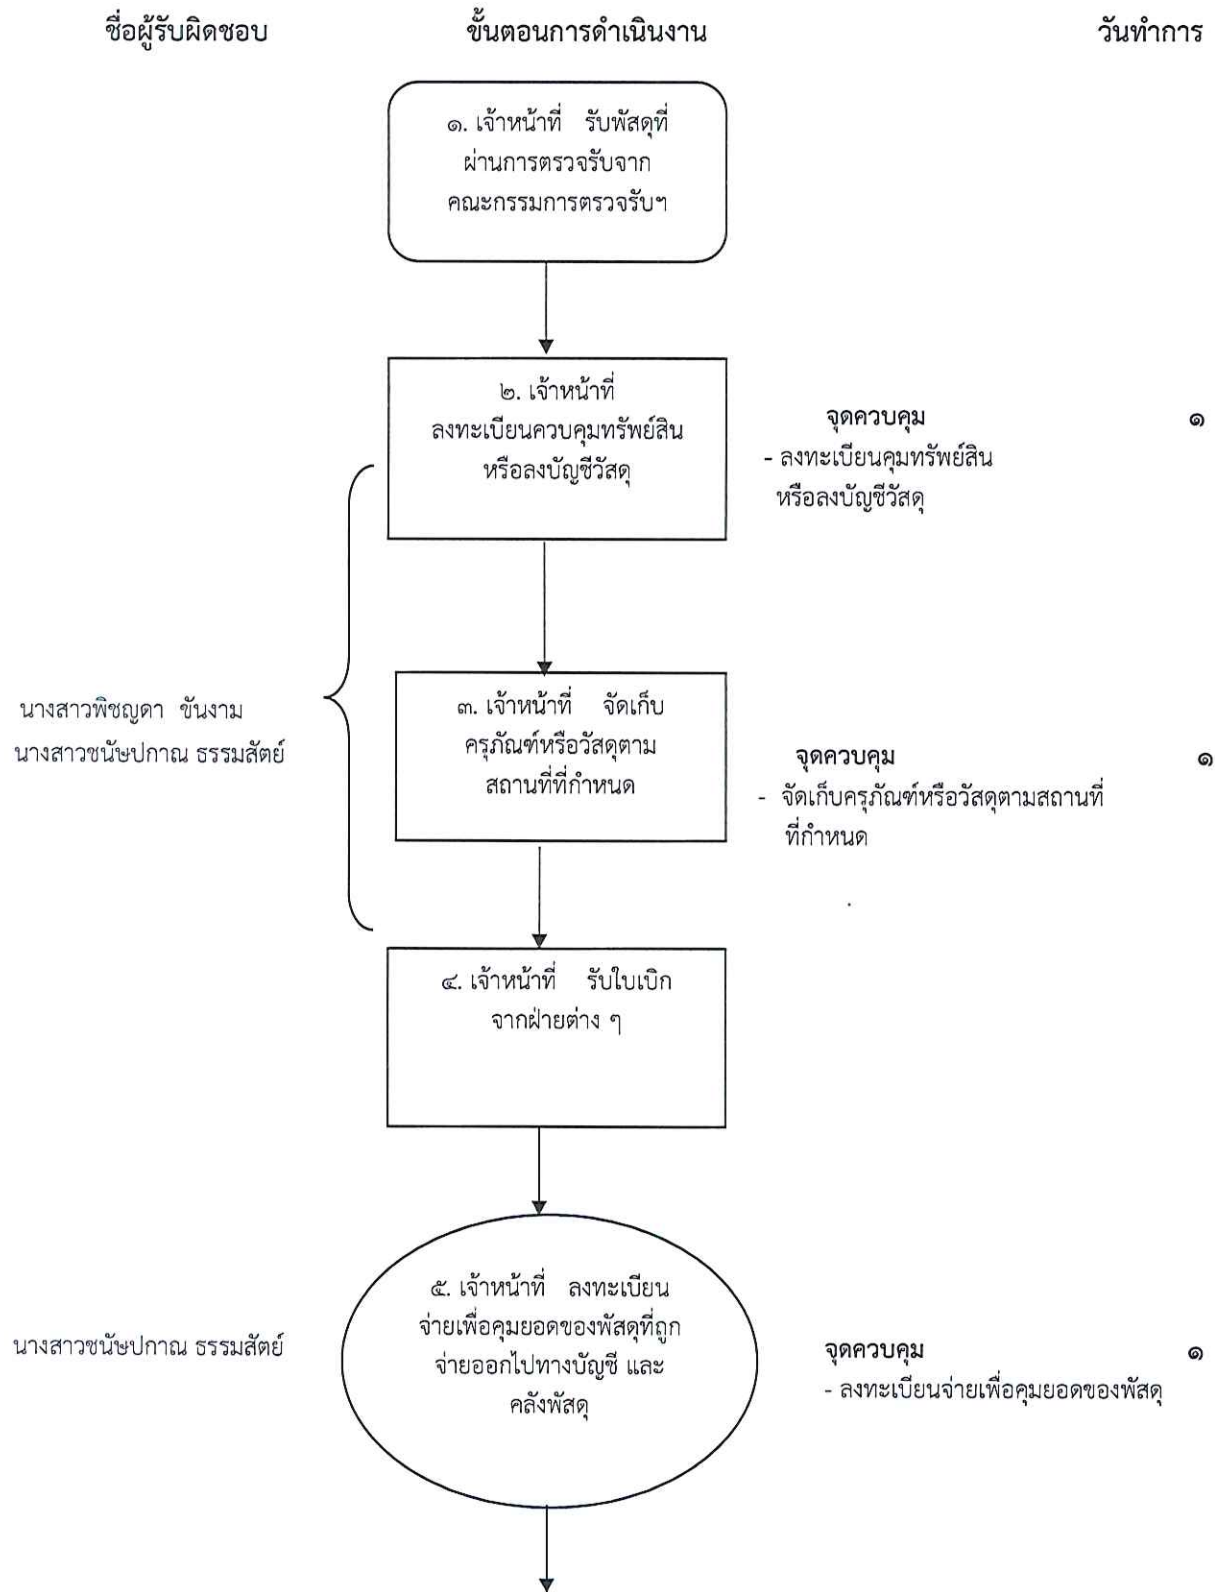 ชื่อผู้รับผิดชอบ ขั้นตอนการดำเนินงาน วันทำการ
๑. เจ้าหน้าที่ รับพัสดุที่
ผ่านการตรวจรับจาก
คณะกรรมการตรวจรับฯ
๒. เจ้าหน้าที่
ลงทะเบียนควบคุมทรัพย์สิน
หรือลงบัญชีวัสดุ
จุดควบคุม ๑
- ลงทะเบียนคุมทรัพย์สิน
หรือลงบัญชีวัสดุ
นางสาวพิชญดา ขันงาม
นางสาวชนัษปกาณ ธรรมสัตย์
๓. เจ้าหน้าที่ จัดเก็บ
ครุภัณฑ์หรือวัสดุตาม
สถานที่ที่กำหนด
จุดควบคุม ๑
- จัดเก็บครุภัณฑ์หรือวัสดุตามสถานที่
ที่กำหนด
๔. เจ้าหน้าที่ รับใบเบิก
จากฝ่ายต่าง ๆ
นางสาวชนัษปกาณ ธรรมสัตย์
๕. เจ้าหน้าที่ ลงทะเบียน
จ่ายเพื่อคุมยอดของพัสดุที่ถูก
จ่ายออกไปทางบัญชี และ
คลังพัสดุ
จุดควบคุม ๑
- ลงทะเบียนจ่ายเพื่อคุมยอดของพัสดุ